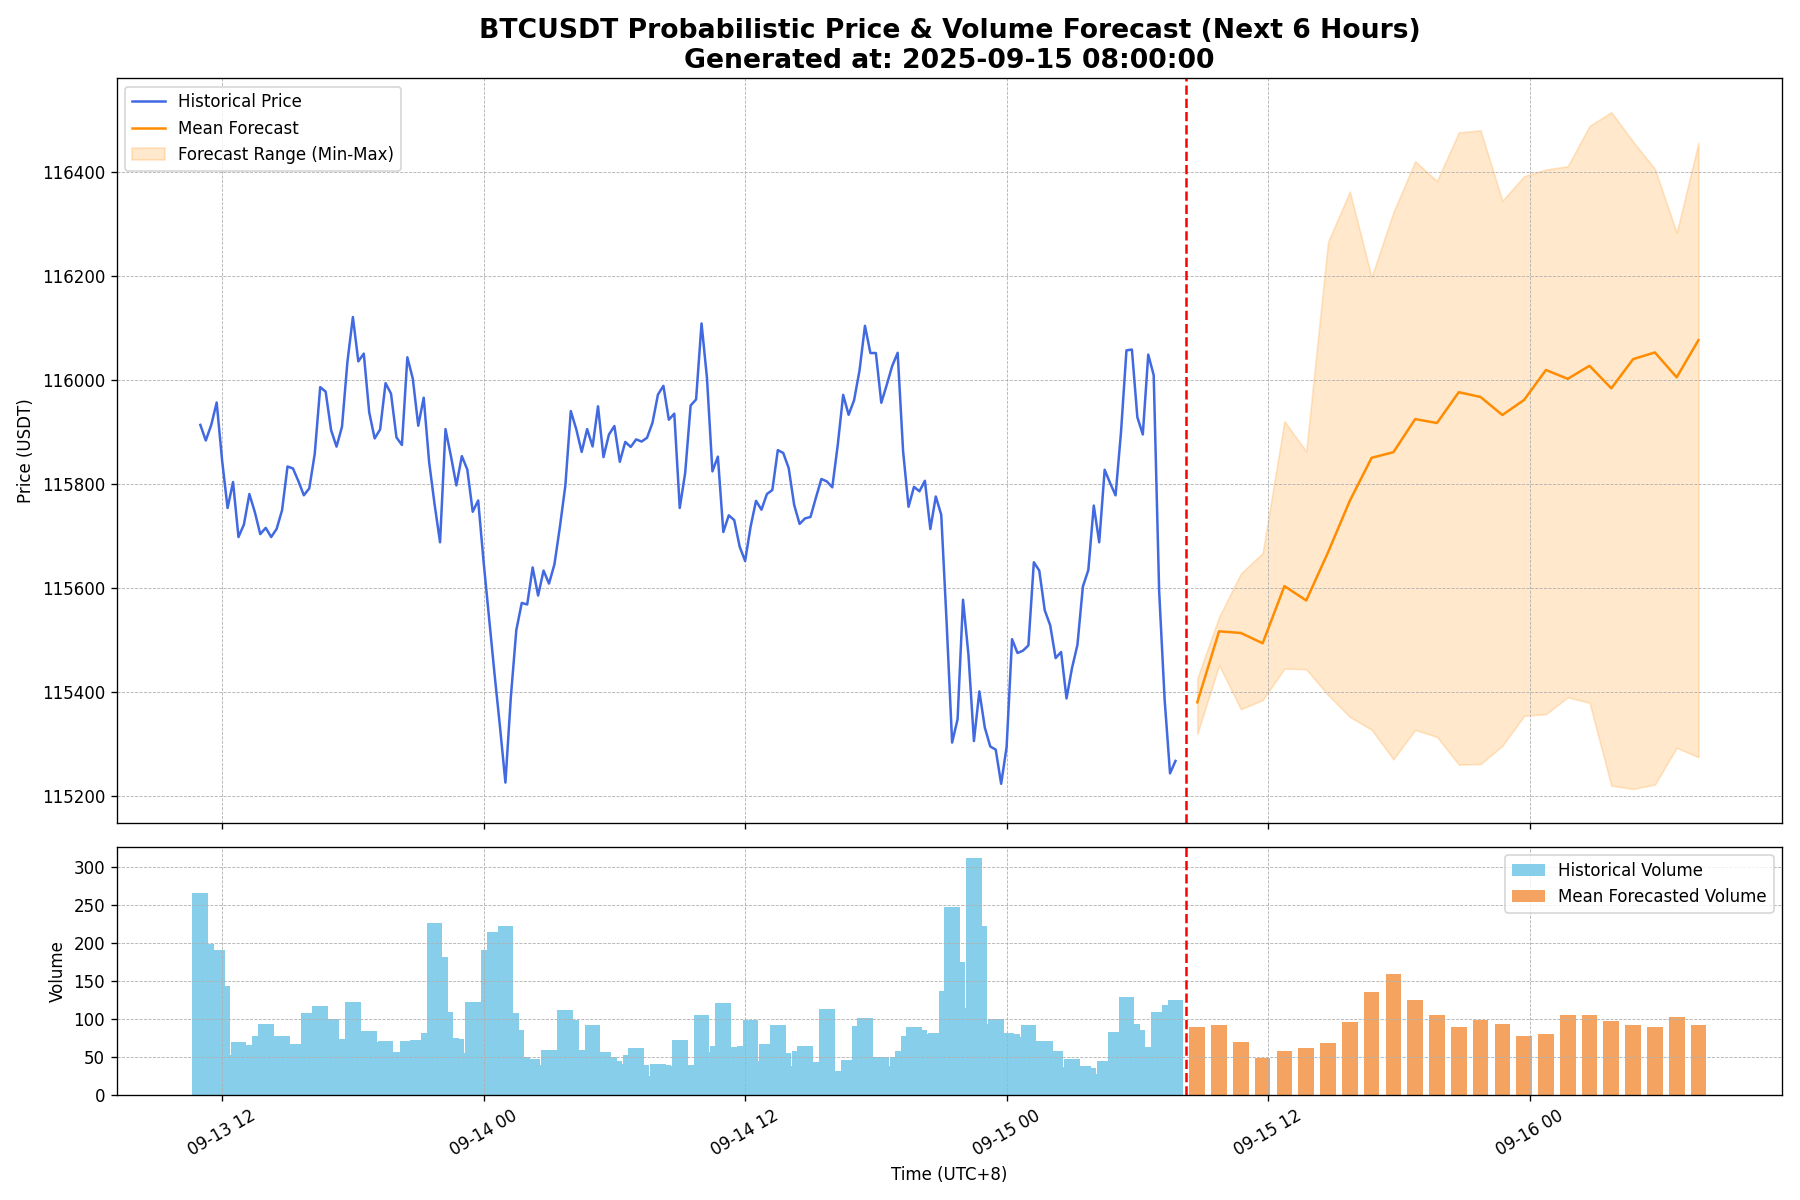 BTCUSDT Probabilistic Price & Volume Forecast (Next 6 Hours)
Generated at: 2025-09-15 08:00:00
Historical Price
Mean Forecast
Forecast Range (Min-Max)
Price (USDT)
116400
116200
116000
115800
115600
115400
115200
Historical Volume
Mean Forecasted Volume
Volume
300
250
200
150
100
50
0
09-13 12
09-14 00
09-14 12
09-15 00
09-15 12
09-16 00
Time (UTC+8)